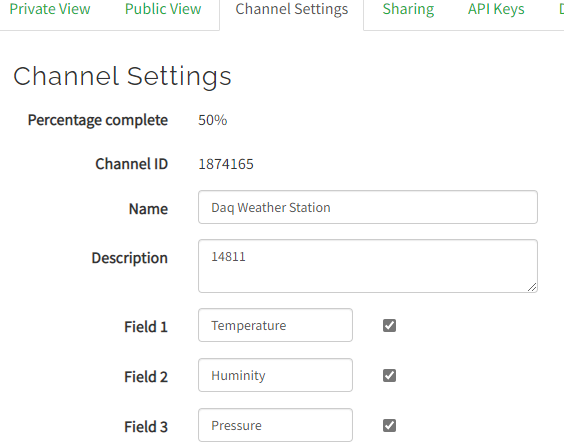 Private View Public View Channel Settings Sharing API Keys
Channel Settings
Percentage complete 50%
Channel ID 1874165
Name Daq Weather Station
Description 14811
Field 1 Temperature
Field 2 Huminity
Field 3 Pressure